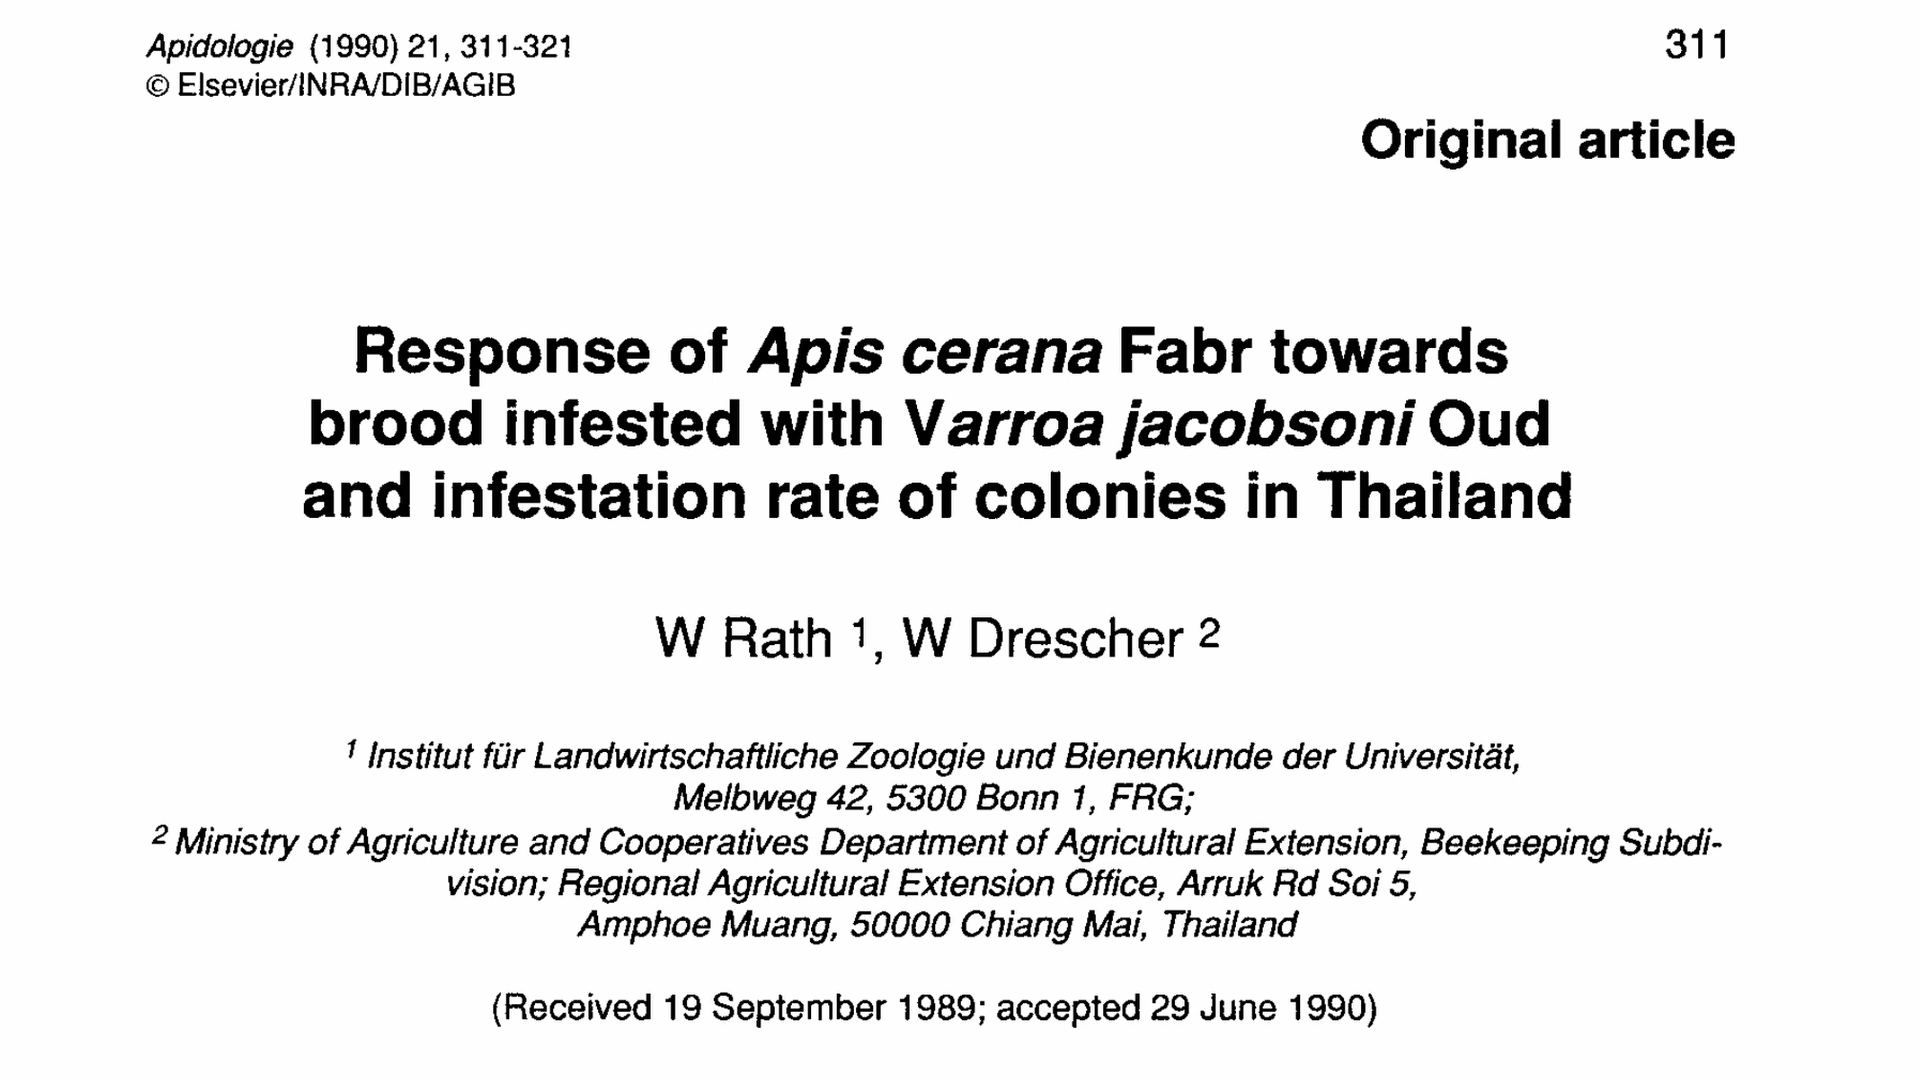 Apidologie (1990) 21, 311-321
© Elsevier/INRA/DIB/AGIB
311
Original article
Response of Apis cerana Fabr towards
brood infested with Varroa jacobsoni Oud
and infestation rate of colonies in Thailand
W Rath 1, W Drescher 2
1 Institut für Landwirtschaftliche Zoologie und Bienenkunde der Universität,
Melbweg 42, 5300 Bonn 1, FRG;
2 Ministry of Agriculture and Cooperatives Department of Agricultural Extension, Beekeeping Subdi-
vision; Regional Agricultural Extension Office, Arruk Rd Soi 5,
Amphoe Muang, 50000 Chiang Mai, Thailand
(Received 19 September 1989; accepted 29 June 1990)